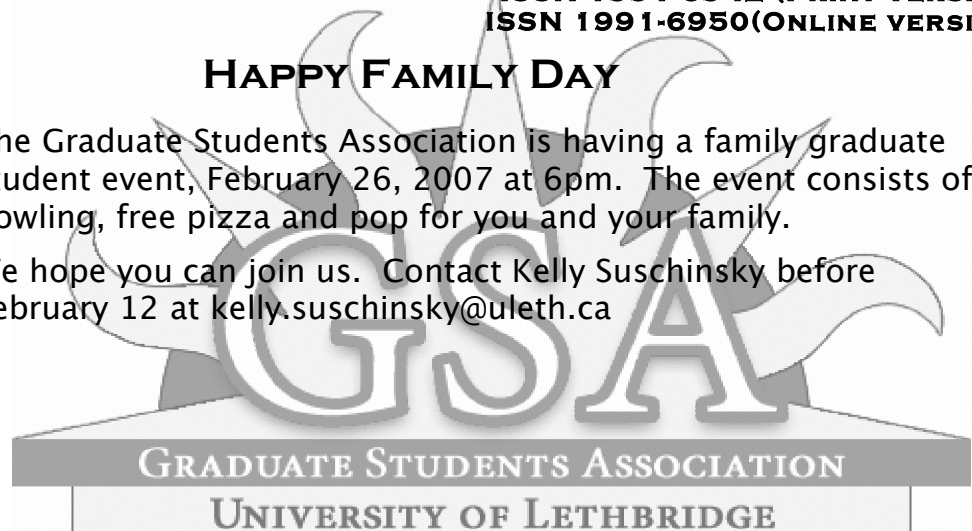 ISSN 1991-6950(ONLINE VERSI
HAPPY FAMILY DAY
he Graduate Students Association is having a family graduate
tudent event, February 26, 2007 at 6pm. The event consists of
owling, free pizza and pop for you and your family.
e hope you can join us. Contact Kelly Suschinsky before
ebruary 12 at kelly.suschinsky@uleth.ca
GSA
GRADUATE STUDENTS ASSOCIATION
UNIVERSITY OF LETHBRIDGE